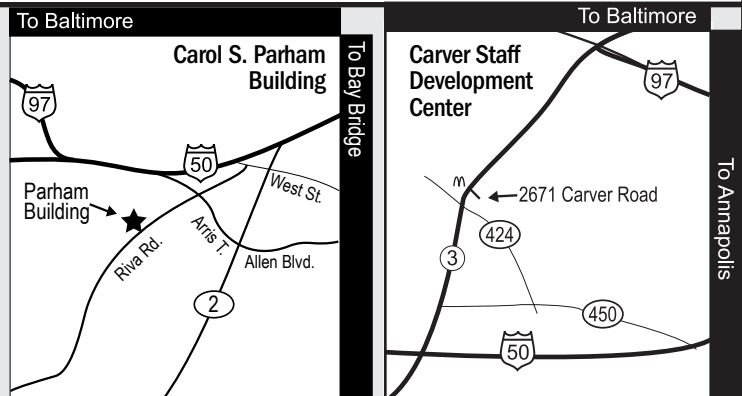 To Baltimore
Carol S. Parham
Building
To Bay Bridge
97
50
Parham
Building
West St.
Arris T.
Riva Rd.
Allen Blvd.
2
To Baltimore
Carver Staff
Development
Center
97
To Annapolis
2671 Carver Road
424
3
450
50